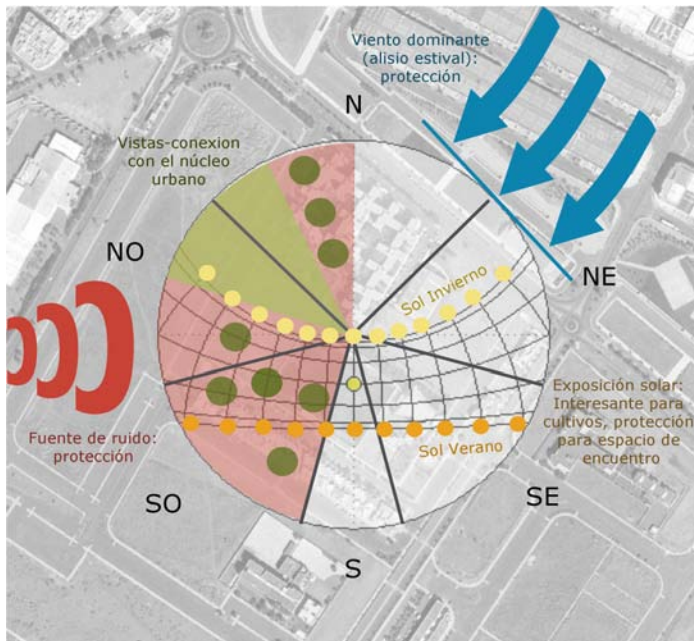 Viento dominante
(alisio estival):
protección
N
Vistas-conexion
con el núcleo
urbano
NO
NE
Sol Invierno
Exposición solar:
Interesante para
cultivos, protección
para espacio de
encuentro
Fuente de ruido:
protección
Sol Verano
SO
SE
S